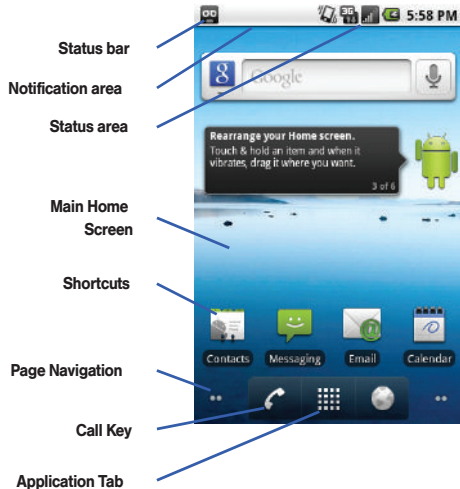 5:58 PM
3G
Status bar
Notification area
Status area
Main Home
Screen
Shortcuts
Page Navigation
Call Key
Application Tab
g
Google
Rearrange your Home screen.
Touch & hold an item and when it
vibrates, drag it where you want.
3 of 6
Contacts
Messaging
Email
Calendar